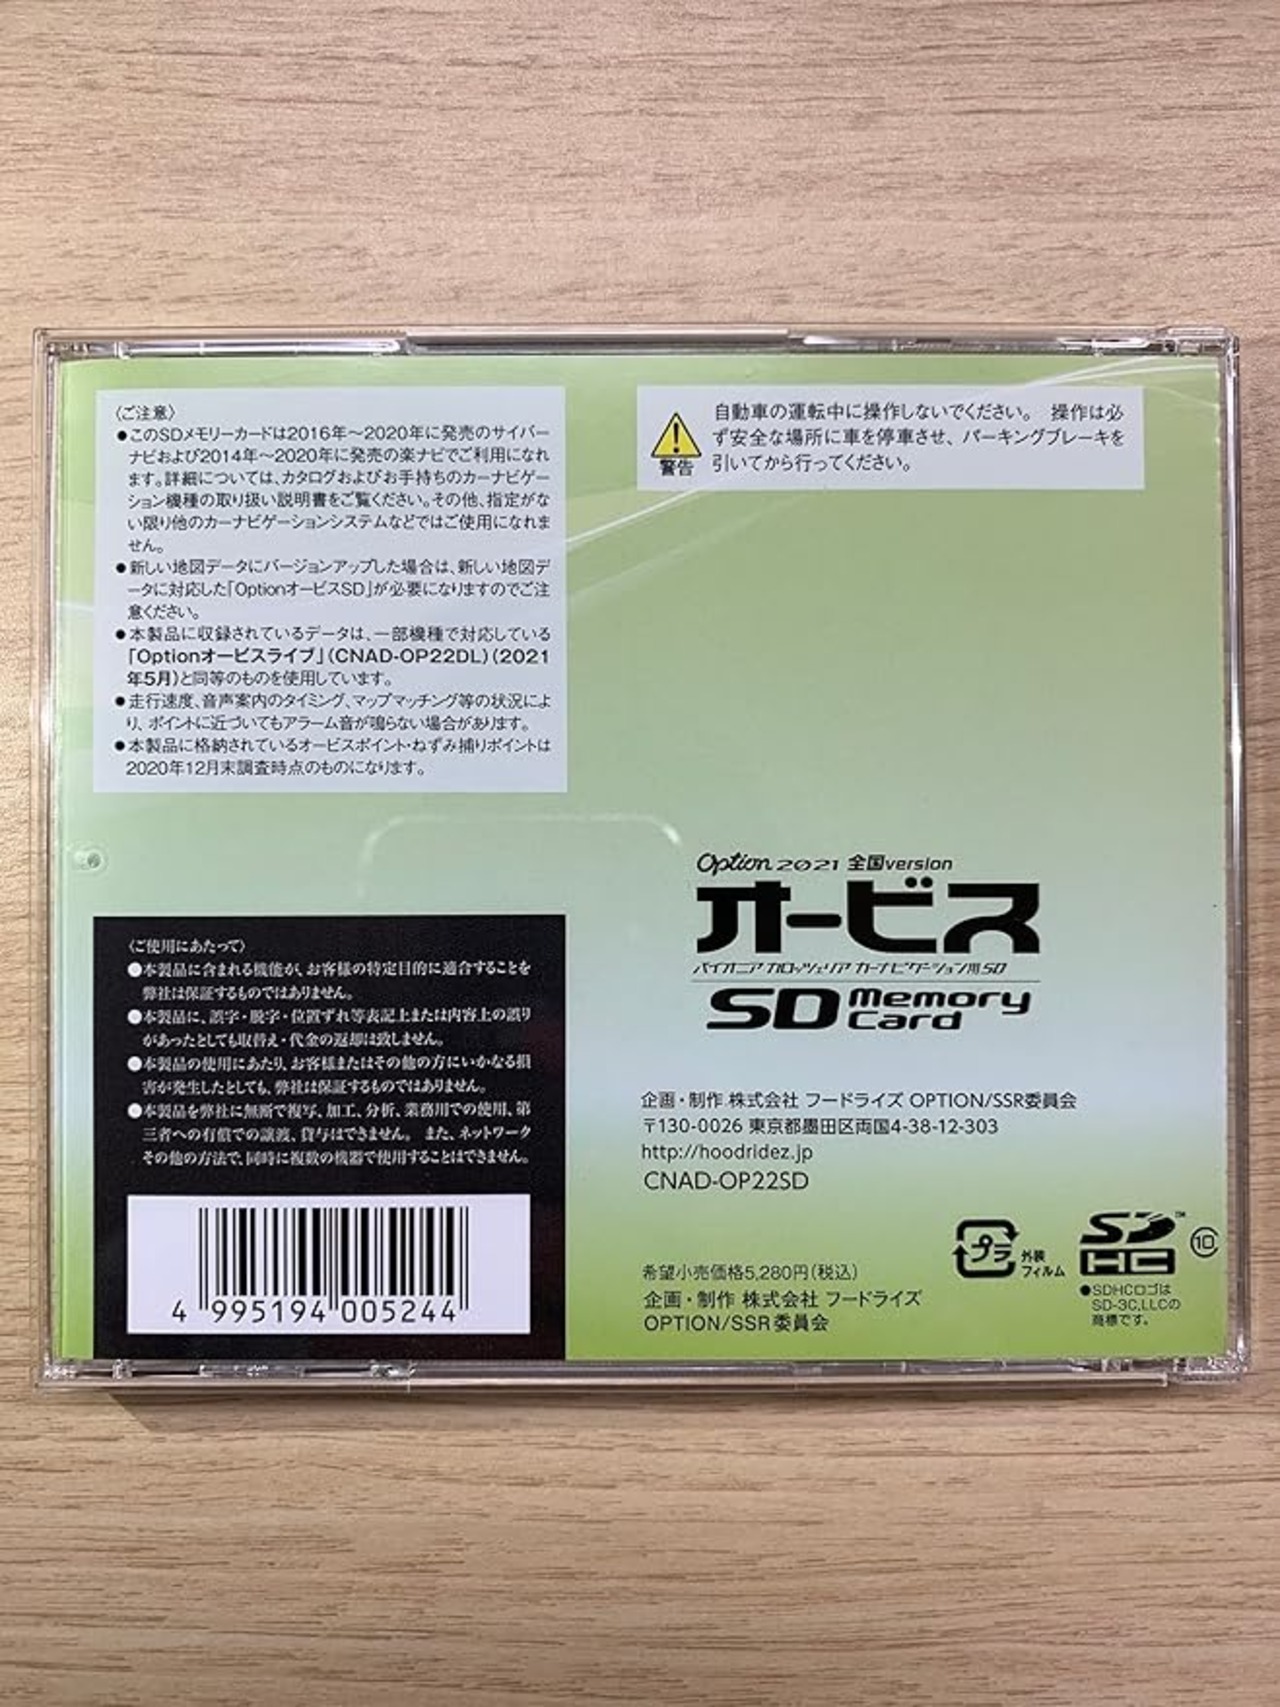 〈ご注意〉
●このSDメモリーカードは2016年〜2020年に発売のサイバー
ナビおよび2014年〜2020年に発売の楽ナビでご利用になれ
ます。詳細については、カタログおよびお手持ちのカーナビゲー
ション機種の取り扱い説明書をご覧ください。その他、指定がな
い限り他のカーナビゲーションシステムなどではご使用になれま
せん。
●新しい地図データにバージョンアップした場合は、新しい地図デ
ータに対応した「OptionオービスSD」が必要になりますのでご注
意ください。
●本製品に収録されているデータは、一部機種で対応している
「Optionオービスライブ」(CNAD-OP22DL)(2021
年5月)と同等のものを使用しています。
●走行速度、音声案内のタイミング、マップマッチング等の状況によ
り、ポイントに近づいてもアラーム音が鳴らない場合があります。
●本製品に格納されているオービスポイント・ねずみ捕りポイントは
2020年12月末調査時点のものになります。
警告
自動車の運転中に操作しないでください。 操作は必
ず安全な場所に車を停車させ、パーキングブレーキを
引いてから行ってください。
〈ご使用にあたって〉
●本製品に含まれる機能が、お客様の特定目的に適合することを
弊社は保証するものではありません。
●本製品に、誤字・脱字・位置ずれ等表記上または内容上の誤り
があったとしても取替え・代金の返却は致しません。
●本製品の使用にあたり、お客様またはその他の方にいかなる損
害が発生したとしても、弊社は保証するものではありません。
●本製品を弊社に無断で複写、加工、分析、業務用での使用、第
三者への有償での譲渡、貸与はできません。 また、ネットワーク
その他の方法で、同時に複数の機器で使用することはできません。
4 995194 005244
Option 2021 全国version
オービス
パイオニア カロッツェリア カーナビゲーション用SD
SD Memory Card
企画・制作 株式会社 フードライズ OPTION/SSR委員会
〒130-0026 東京都墨田区両国4-38-12-303
http://hoodridez.jp
CNAD-OP22SD
希望小売価格5,280円(税込)
企画・制作 株式会社 フードライズ
OPTION/SSR委員会
プラ
外装
フィルム
SD™
HC
10
●SDHCロゴは
SD-3C,LLCの
商標です。